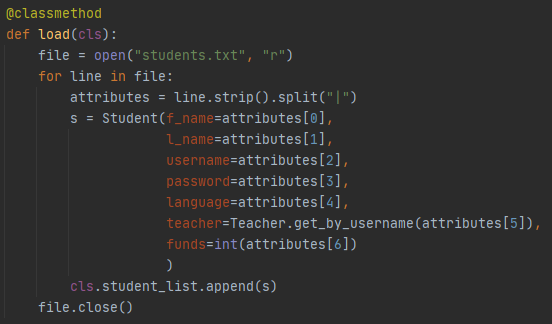 @classmethod
def load(cls):
    file = open("students.txt", "r")
    for line in file:
        attributes = line.strip().split("|")
        s = Student(f_name=attributes[0],
                    l_name=attributes[1],
                    username=attributes[2],
                    password=attributes[3],
                    language=attributes[4],
                    teacher=Teacher.get_by_username(attributes[5]),
                    funds=int(attributes[6])
                    )
        cls.student_list.append(s)
    file.close()